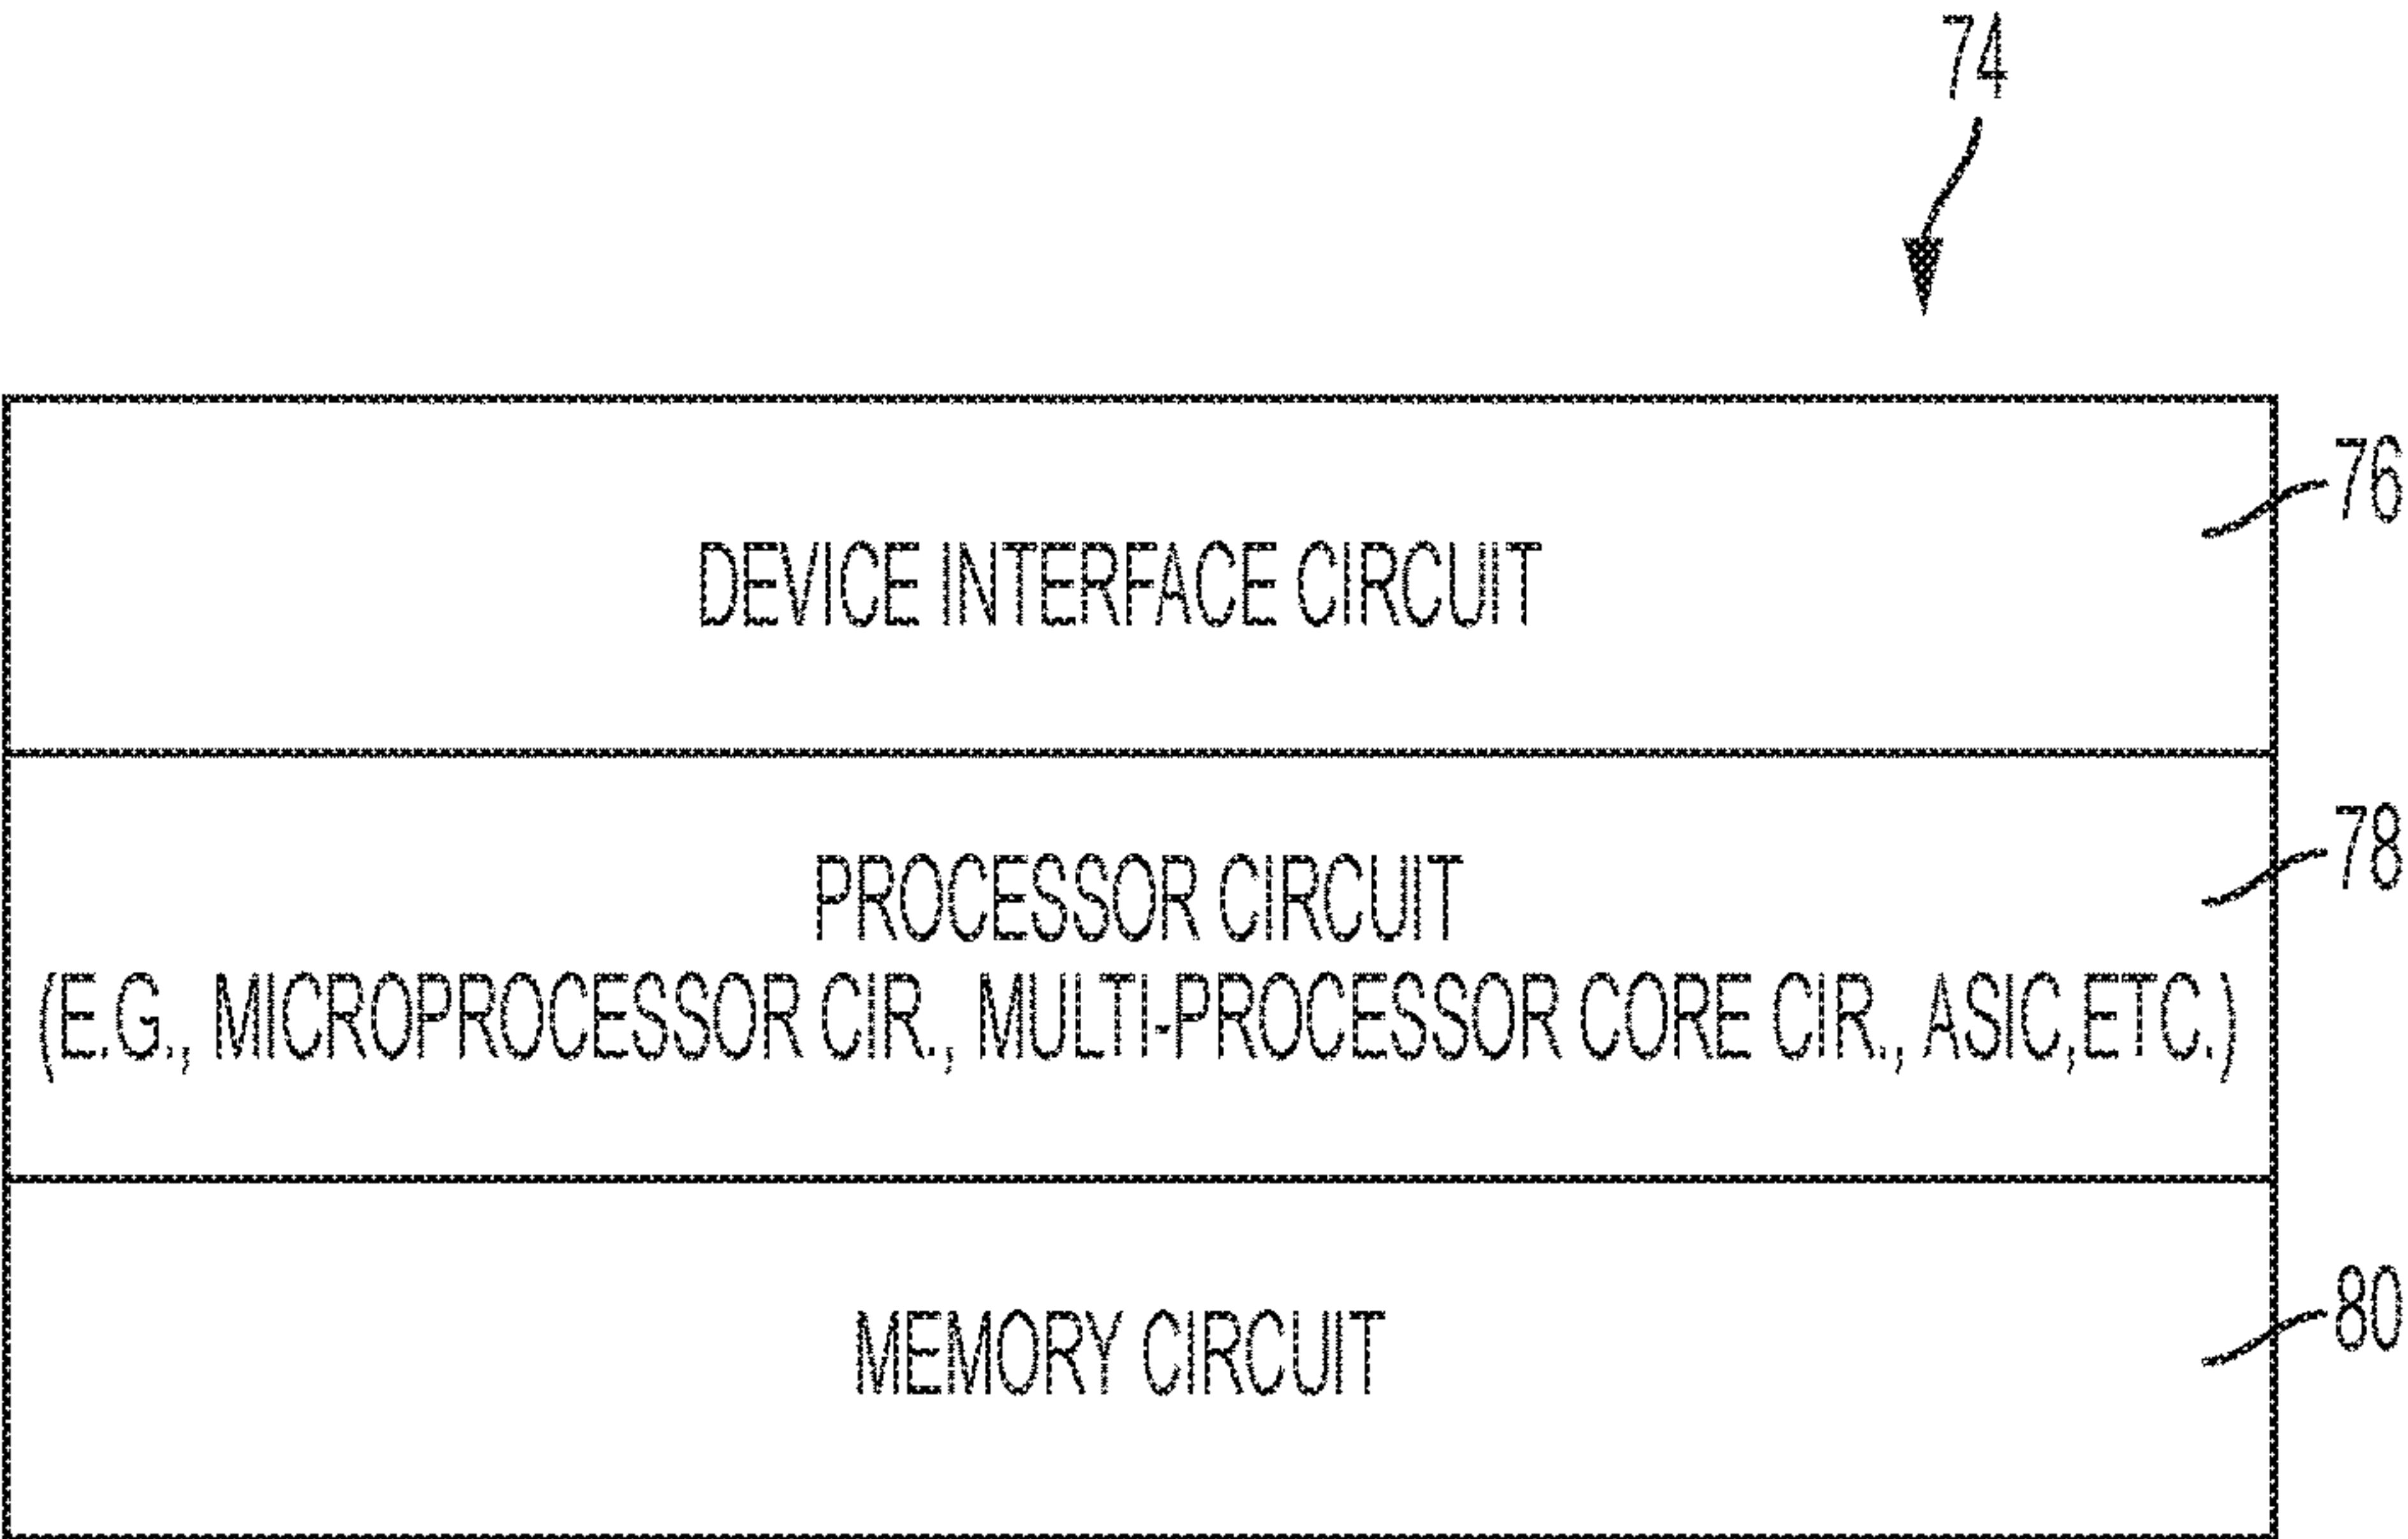 74
76
DEVICE INTERFACE CIRCUIT
78
PROCESSOR CIRCUIT
(E.G., MICROPROCESSOR CIR., MULTI-PROCESSOR CORE CIR., ASIC,ETC.)
80
MEMORY CIRCUIT